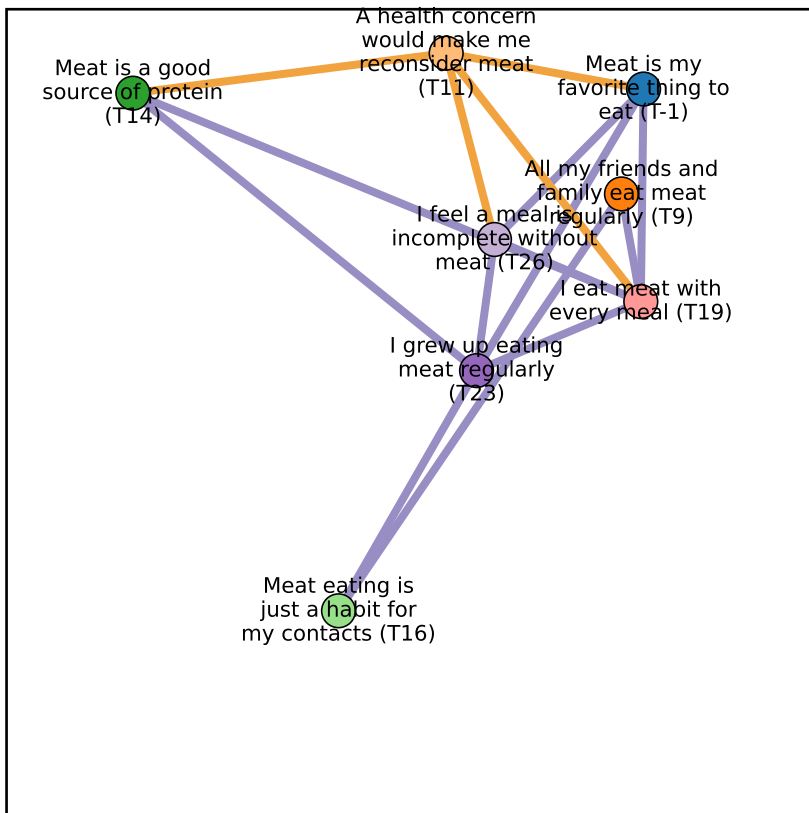 A health concern
would make me
reconsider meat
(T11)
Meat is a good
source of protein
(T14)
Meat is my
favorite thing to
eat (T-1)
All my friends and
family eat meat
regularly (T9)
I feel a meal is
incomplete without
meat (T26)
I eat meat with
every meal (T19)
I grew up eating
meat regularly
(T23)
Meat eating is
just a habit for
my contacts (T16)